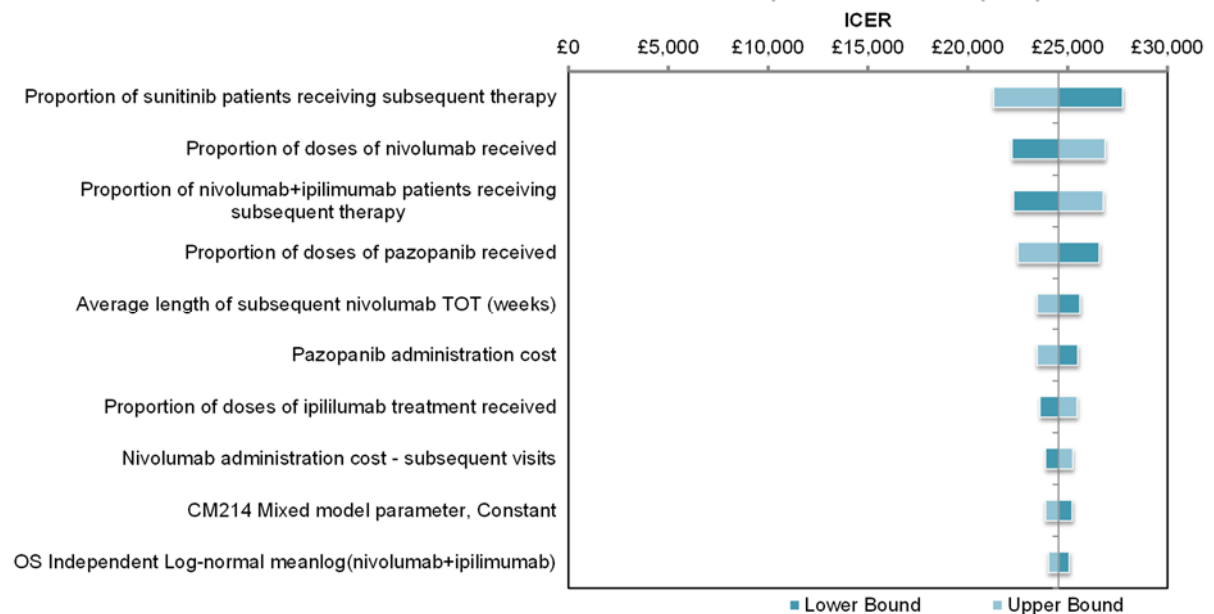 ICER
£0 £5,000 £10,000 £15,000 £20,000 £25,000 £30,000
Proportion of sunitinib patients receiving subsequent therapy
Proportion of doses of nivolumab received
Proportion of nivolumab+ipilimumab patients receiving
subsequent therapy
Proportion of doses of pazopanib received
Average length of subsequent nivolumab TOT (weeks)
Pazopanib administration cost
Proportion of doses of ipililumab treatment received
Nivolumab administration cost - subsequent visits
CM214 Mixed model parameter, Constant
OS Independent Log-normal meanlog(nivolumab+ipilimumab)
Lower Bound Upper Bound